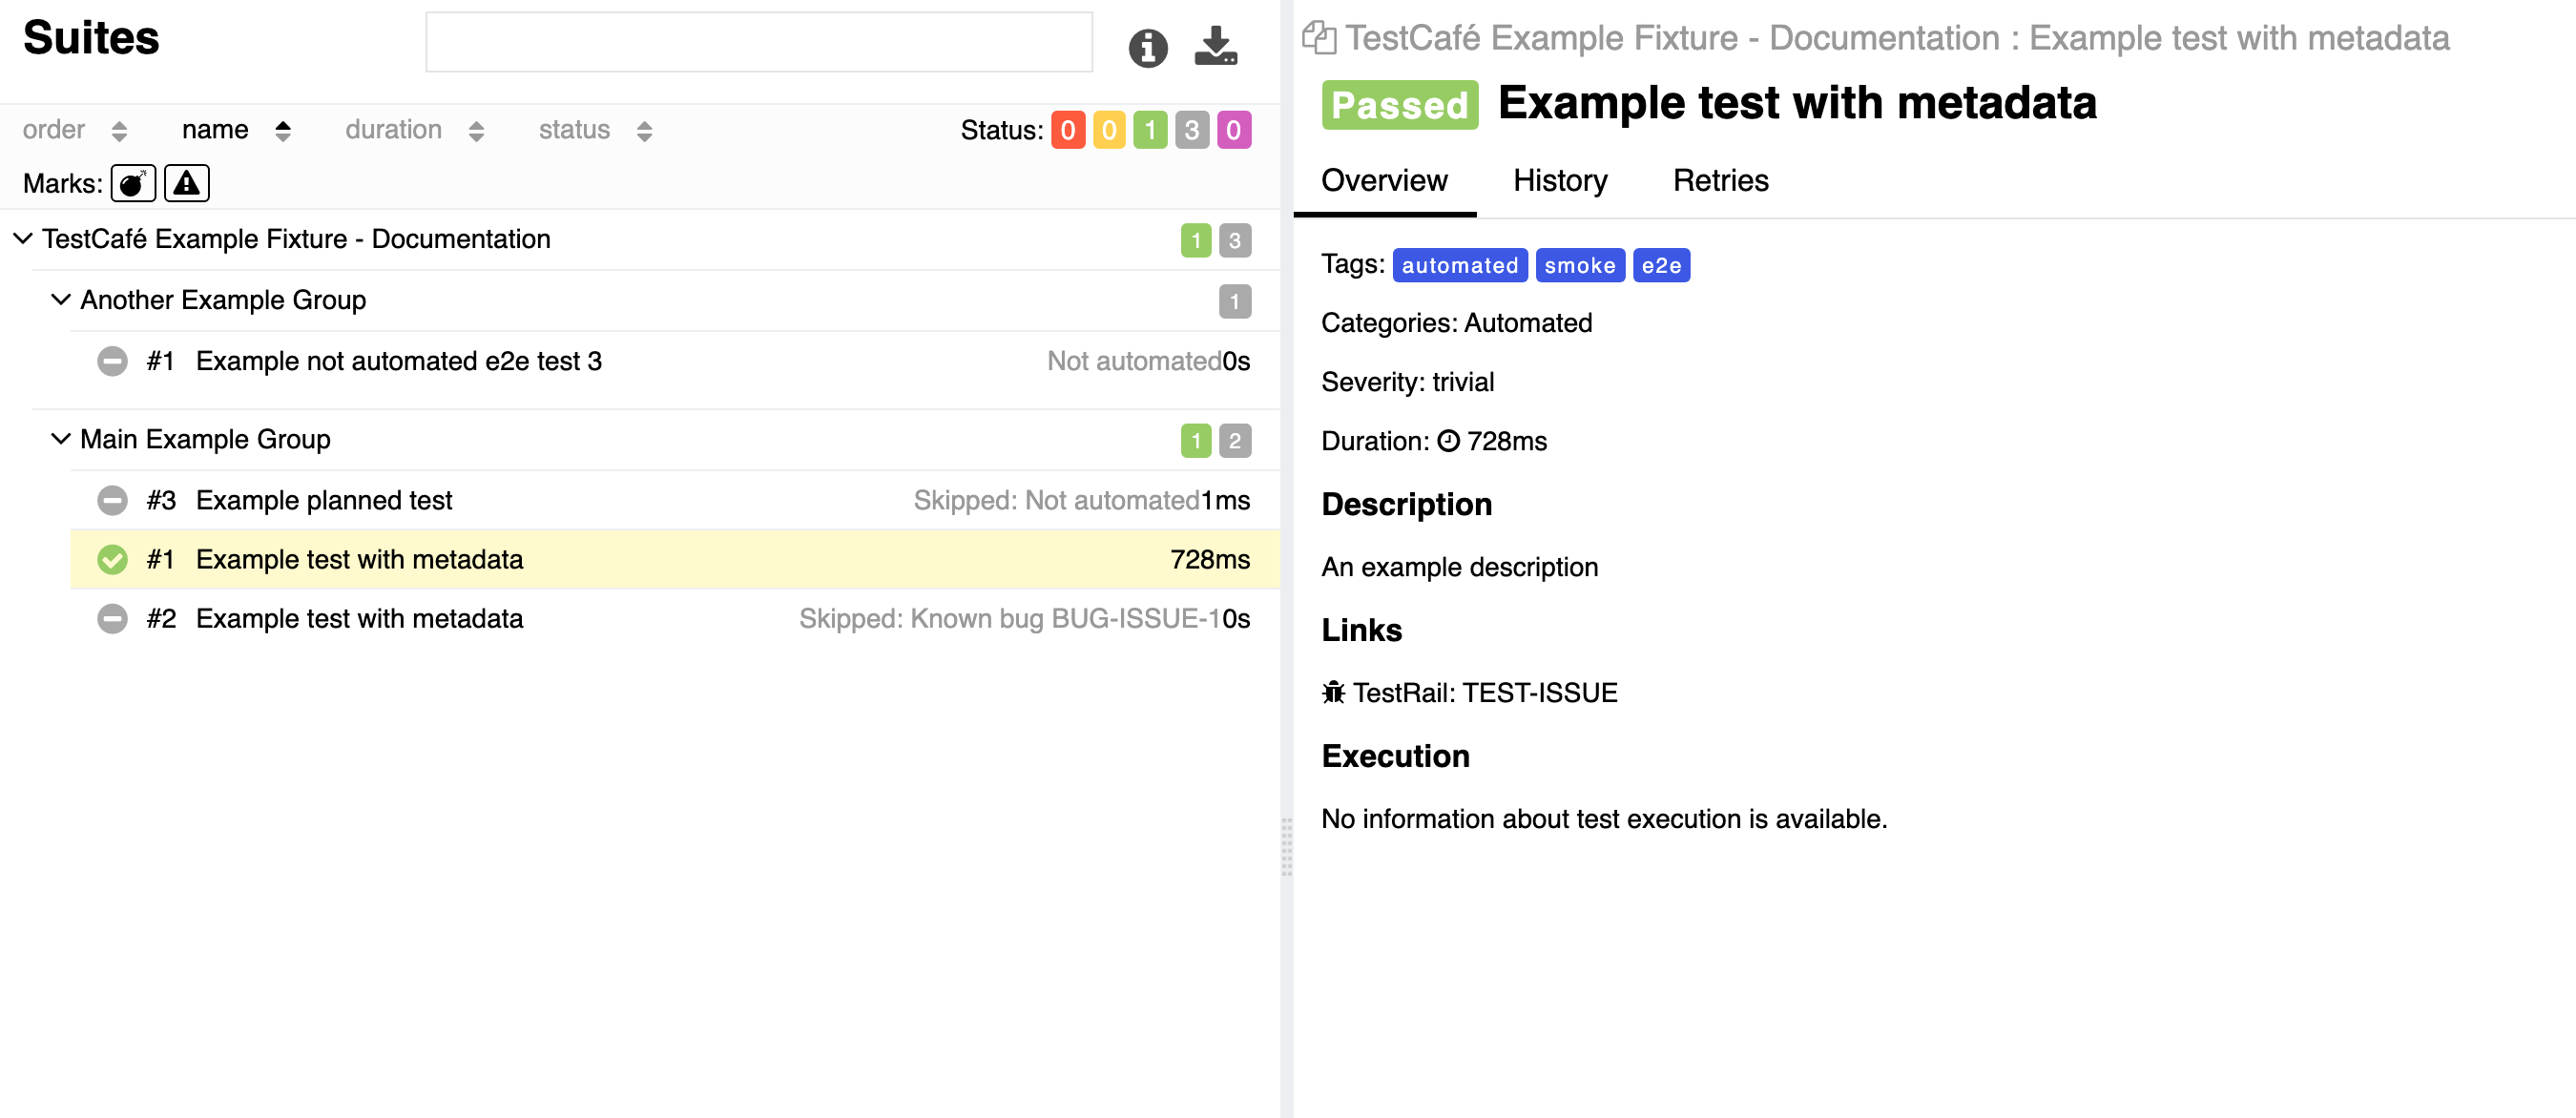 Suites
order name duration status Status: 0 0 1 3 0
Marks:
TestCafé Example Fixture - Documentation 1 3
Another Example Group 1
#1 Example not automated e2e test 3 Not automated0s
Main Example Group 1 2
#3 Example planned test Skipped: Not automated1ms
#1 Example test with metadata 728ms
#2 Example test with metadata Skipped: Known bug BUG-ISSUE-10s
TestCafé Example Fixture - Documentation : Example test with metadata
Passed Example test with metadata
Overview History Retries
Tags: automated smoke e2e
Categories: Automated
Severity: trivial
Duration: 728ms
Description
An example description
Links
TestRail: TEST-ISSUE
Execution
No information about test execution is available.